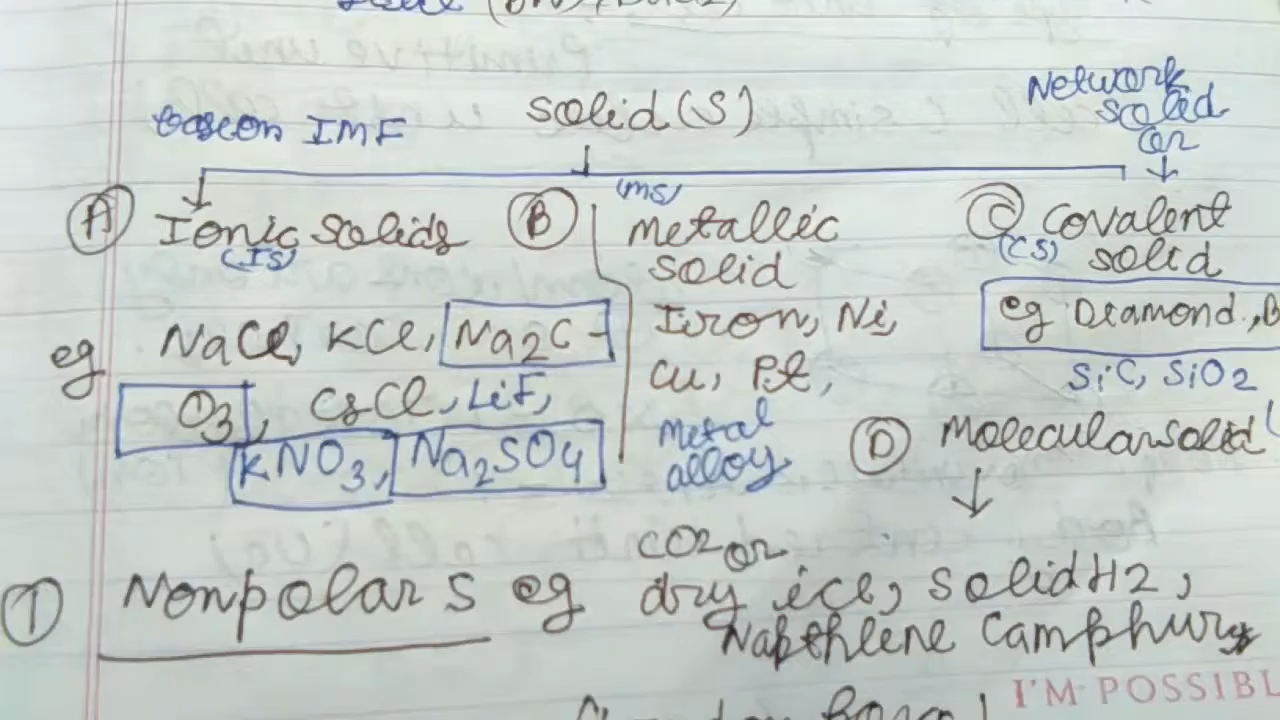 solid (S)
Network
solid
or
base on IMF
(A) Ionic solids
(IS)
(B) (MS)
metallic
solid
(C) covalent
(CS) solid
eg NaCl, KCl, Na2C-
O3, CsCl, LiF,
KNO3, Na2SO4
Iron, Ni,
Cu, Pt,
Metal
alloy
eg Diamond, B
SiC, SiO2
(D) Molecular solid (
CO2 or
(1) Nonpolar S eg dry ice, solid H2,
Napthlene Camphur
I'M POSSIBL